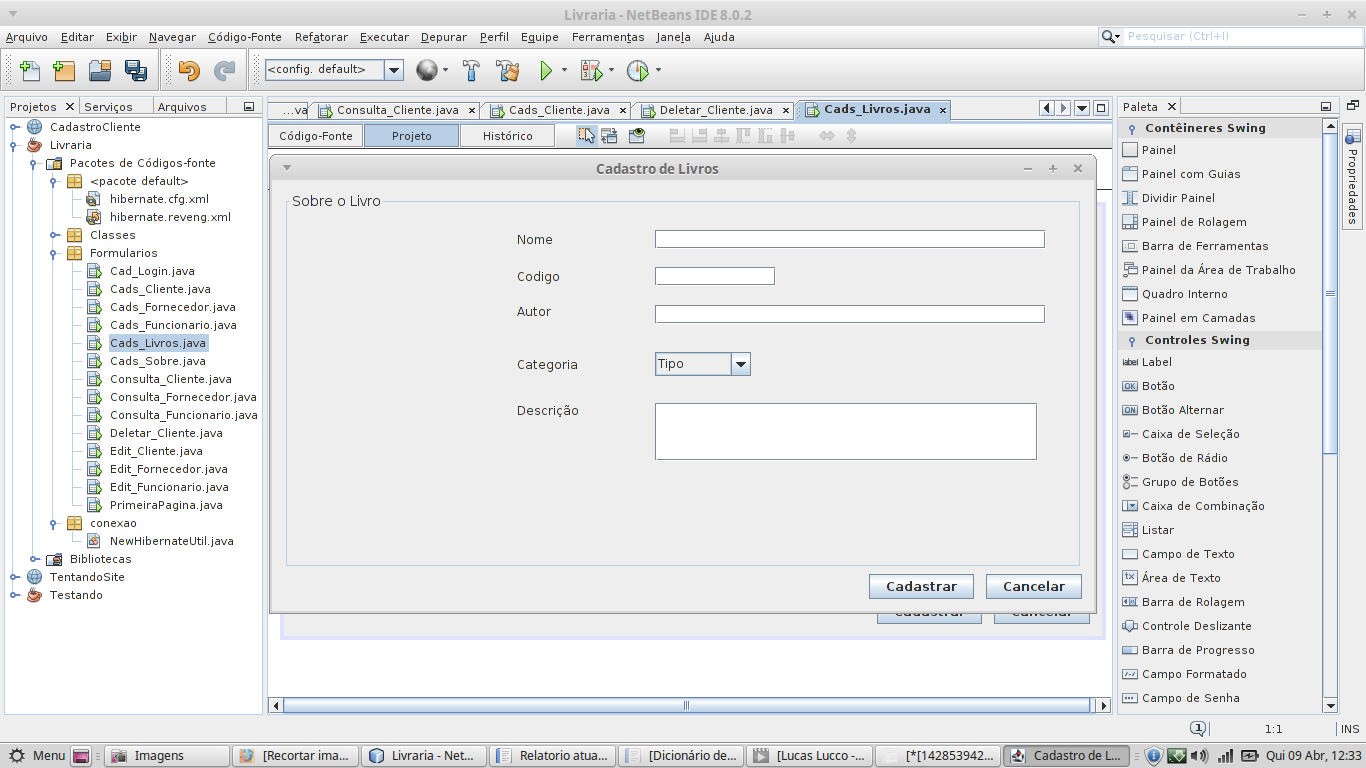 Livraria - NetBeans IDE 8.0.2
Arquivo Editar Exibir Navegar Código-Fonte Refatorar Executar Depurar Perfil Equipe Ferramentas Janela Ajuda
Pesquisar (Ctrl+I)
<config. default>
Projetos Serviços Arquivos
CadastroCliente
Livraria
Pacotes de Códigos-fonte
<pacote default>
hibernate.cfg.xml
hibernate.reveng.xml
Classes
Formularios
Cad_Login.java
Cads_Cliente.java
Cads_Fornecedor.java
Cads_Funcionario.java
Cads_Livros.java
Cads_Sobre.java
Consulta_Cliente.java
Consulta_Fornecedor.java
Consulta_Funcionario.java
Deletar_Cliente.java
Edit_Cliente.java
Edit_Fornecedor.java
Edit_Funcionario.java
PrimeiraPagina.java
conexao
NewHibernateUtil.java
Bibliotecas
TentandoSite
Testando
...va Consulta_Cliente.java Cads_Cliente.java Deletar_Cliente.java Cads_Livros.java
Código-Fonte Projeto Histórico
Cadastro de Livros
Sobre o Livro
Nome
Codigo
Autor
Categoria Tipo
Descrição
Cadastrar Cancelar
Cadastrar Cancelar
Paleta
Contêineres Swing
Painel
Painel com Guias
Dividir Painel
Painel de Rolagem
Barra de Ferramentas
Painel da Área de Trabalho
Quadro Interno
Painel em Camadas
Controles Swing
label Label
OK Botão
ON Botão Alternar
Caixa de Seleção
Botão de Rádio
Grupo de Botões
Caixa de Combinação
Listar
Campo de Texto
Área de Texto
Barra de Rolagem
Controle Deslizante
Barra de Progresso
Campo Formatado
Campo de Senha
Propriedades
1:1 INS
Menu Imagens [Recortar ima... Livraria - Net... Relatorio atua... [Dicionário de... [Lucas Lucco -... [*[142853942... Cadastro de L... Qui 09 Abr, 12:33